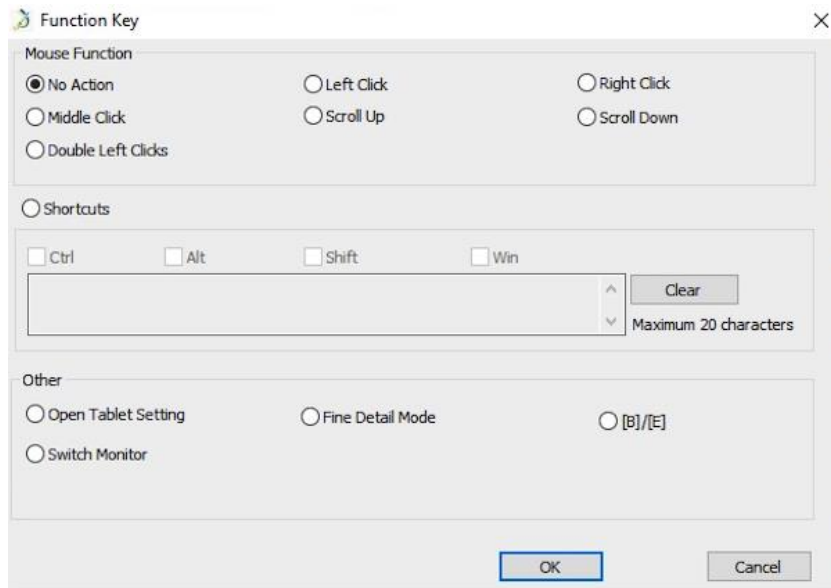 Function Key
Mouse Function
No Action Left Click Right Click
Middle Click Scroll Up Scroll Down
Double Left Clicks
Shortcuts
Ctrl Alt Shift Win
Clear
Maximum 20 characters
Other
Open Tablet Setting Fine Detail Mode [B]/[E]
Switch Monitor
OK Cancel